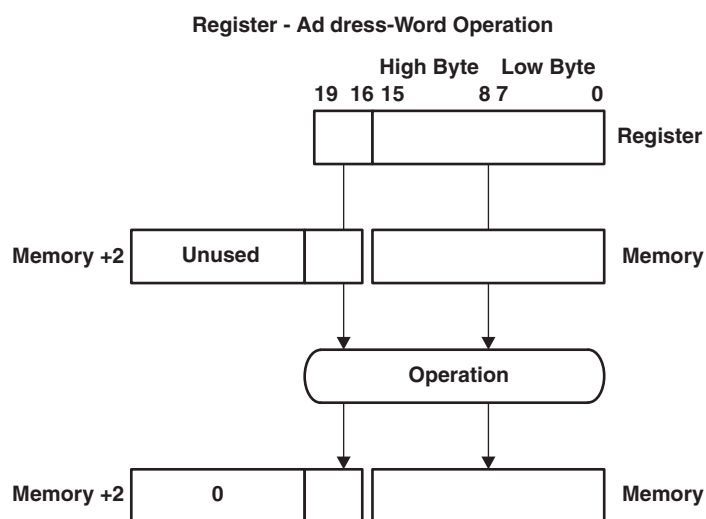 Register - Ad dress-Word Operation
High Byte Low Byte
19 16 15 8 7 0
Register
Memory +2 Unused Memory
Operation
Memory +2 0 Memory